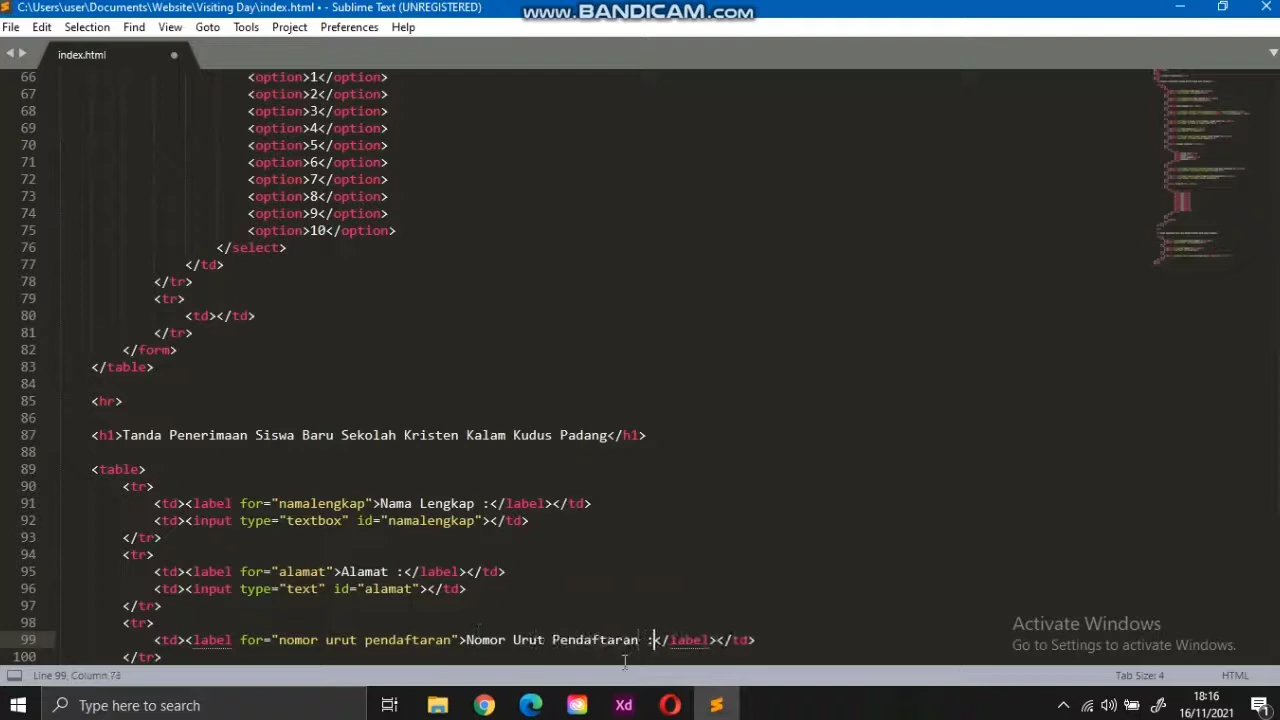 C:\Users\user\Documents\Website\Visiting Day\index.html • - Sublime Text (UNREGISTERED)
www.BANDICAM.com
File Edit Selection Find View Goto Tools Project Preferences Help
index.html
66 <option>1</option>
67 <option>2</option>
68 <option>3</option>
69 <option>4</option>
70 <option>5</option>
71 <option>6</option>
72 <option>7</option>
73 <option>8</option>
74 <option>9</option>
75 <option>10</option>
76 </select>
77 </td>
78 </tr>
79 <tr>
80 <td></td>
81 </tr>
82 </form>
83 </table>
84
85 <hr>
86
87 <h1>Tanda Penerimaan Siswa Baru Sekolah Kristen Kalam Kudus Padang</h1>
88
89 <table>
90 <tr>
91 <td><label for="namalengkap">Nama Lengkap :</label></td>
92 <td><input type="textbox" id="namalengkap"></td>
93 </tr>
94 <tr>
95 <td><label for="alamat">Alamat :</label></td>
96 <td><input type="text" id="alamat"></td>
97 </tr>
98 <tr>
99 <td><label for="nomor urut pendaftaran">Nomor Urut Pendaftaran :</label></td>
100 </tr>
Activate Windows
Go to Settings to activate Windows.
Line 99, Column 78 Tab Size: 4 HTML
Type here to search
18:16
16/11/2021